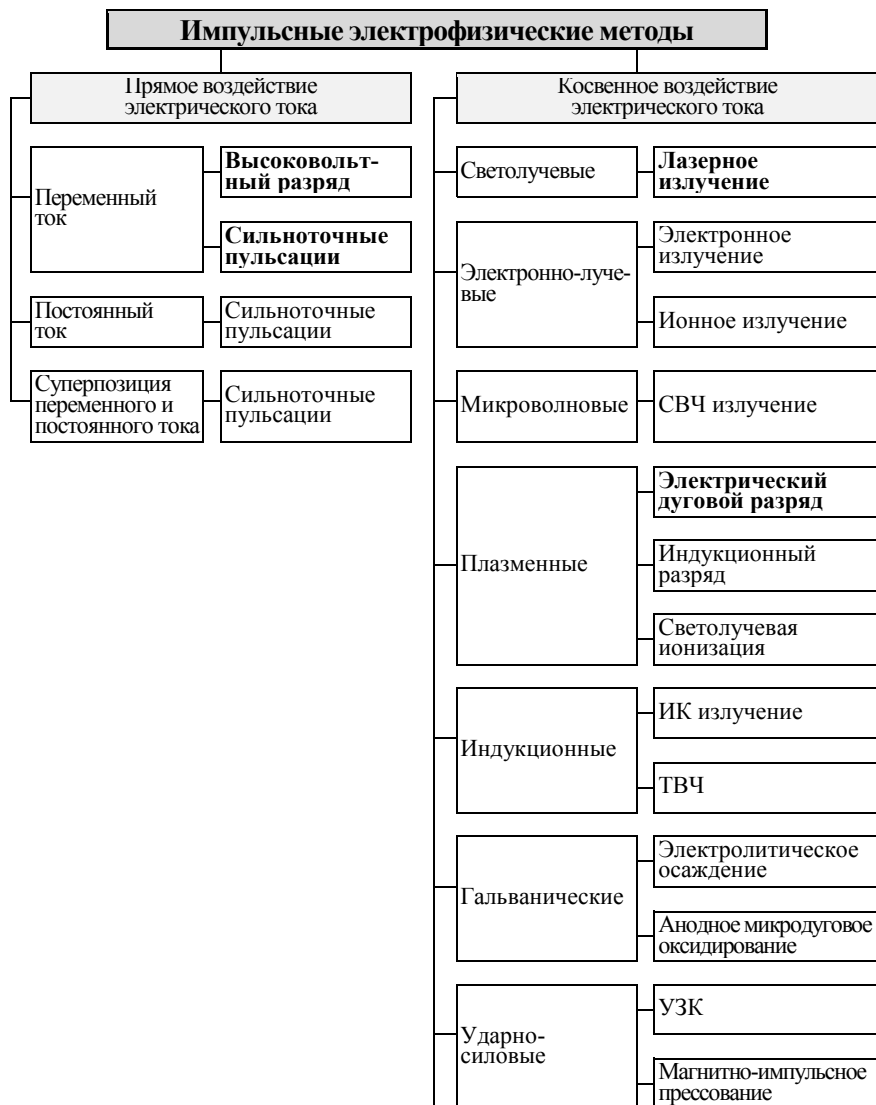 Импульсные электрофизические методы
Прямое воздействие
электрического тока
Переменный
ток
Высоковольт-
ный разряд
Сильноточные
пульсации
Постоянный
ток
Сильноточные
пульсации
Суперпозиция
переменного и
постоянного тока
Сильноточные
пульсации
Косвенное воздействие
электрического тока
Светолучевые
Лазерное
излучение
Электронно-луче-
вые
Электронное
излучение
Ионное излучение
Микроволновые
СВЧ излучение
Плазменные
Электрический
дуговой разряд
Индукционный
разряд
Светолучевая
ионизация
Индукционные
ИК излучение
ТВЧ
Гальванические
Электролитическое
осаждение
Анодное микродуговое
оксидирование
Ударно-
силовые
УЗК
Магнитно-импульсное
прессование